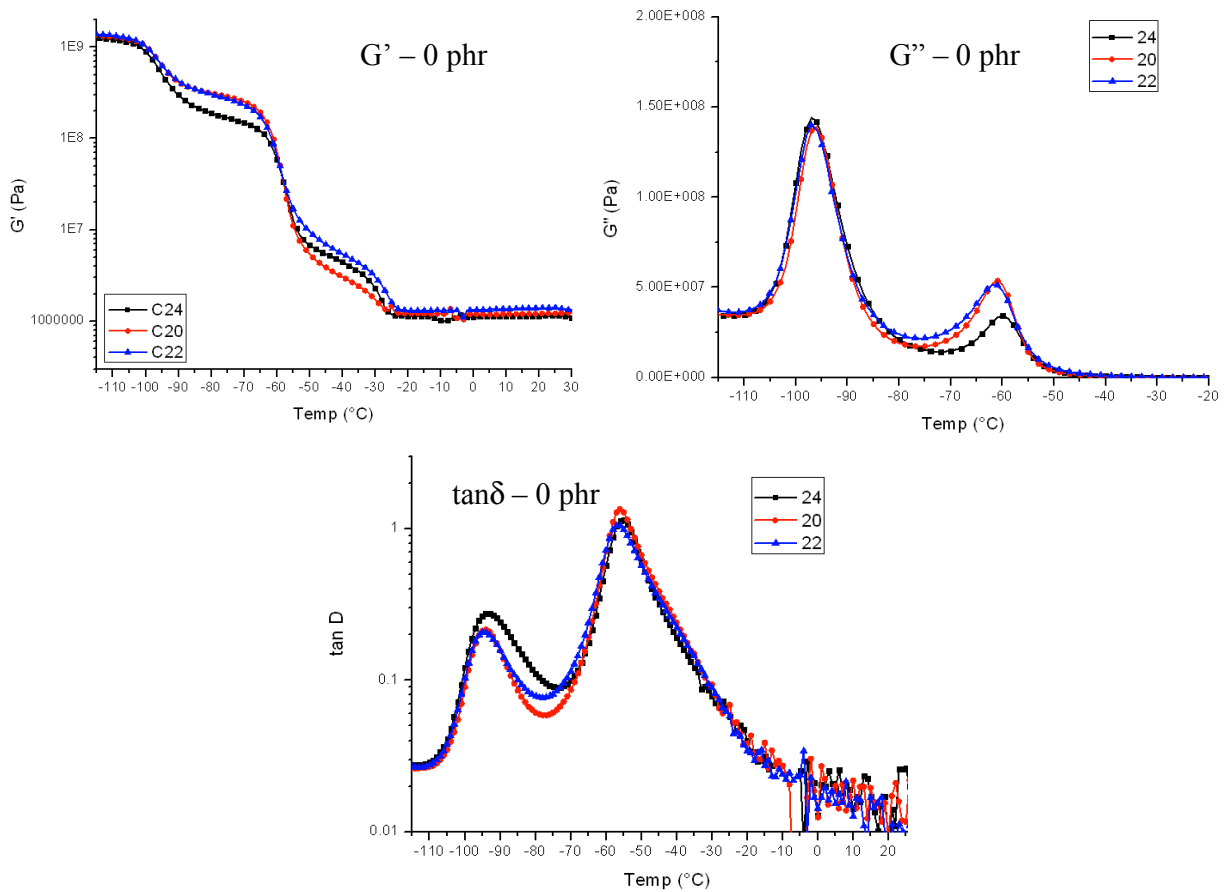 G' – 0 phr
1E9
1E8
1E7
1000000
G' (Pa)
C24
C20
C22
-110 -100 -90 -80 -70 -60 -50 -40 -30 -20 -10 0 10 20 30
Temp (°C)
G" – 0 phr
24
20
22
2.00E+008
1.50E+008
1.00E+008
5.00E+007
0.00E+000
G" (Pa)
-110 -100 -90 -80 -70 -60 -50 -40 -30 -20
Temp (°C)
tanδ – 0 phr
24
20
22
1
0.1
0.01
tan D
-110 -100 -90 -80 -70 -60 -50 -40 -30 -20 -10 0 10 20
Temp (°C)